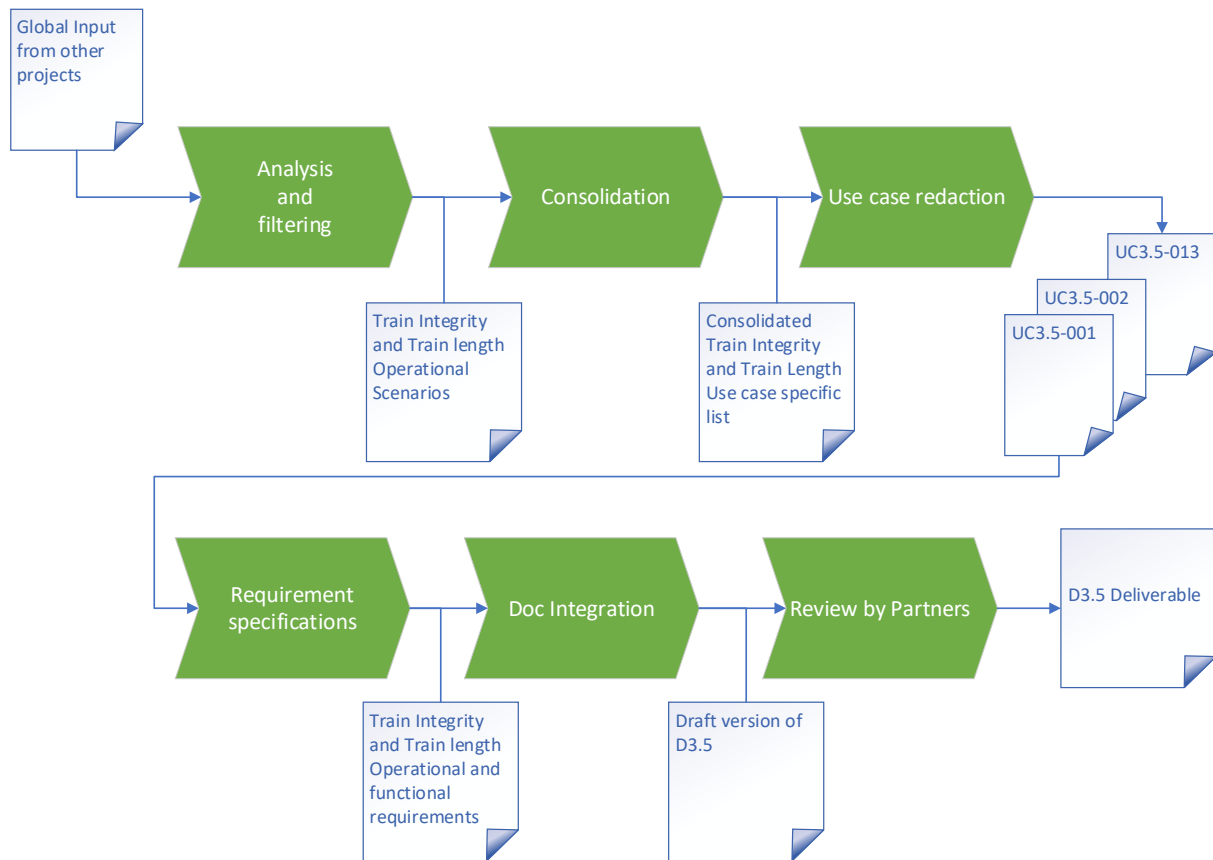 Global Input
from other
projects
Analysis
and
filtering
Consolidation
Use case redaction
UC3.5-013
UC3.5-002
UC3.5-001
Train Integrity
and Train length
Operational
Scenarios
Consolidated
Train Integrity
and Train Length
Use case specific
list
Requirement
specifications
Doc Integration
Review by Partners
D3.5 Deliverable
Train Integrity
and Train length
Operational and
functional
requirements
Draft version of
D3.5